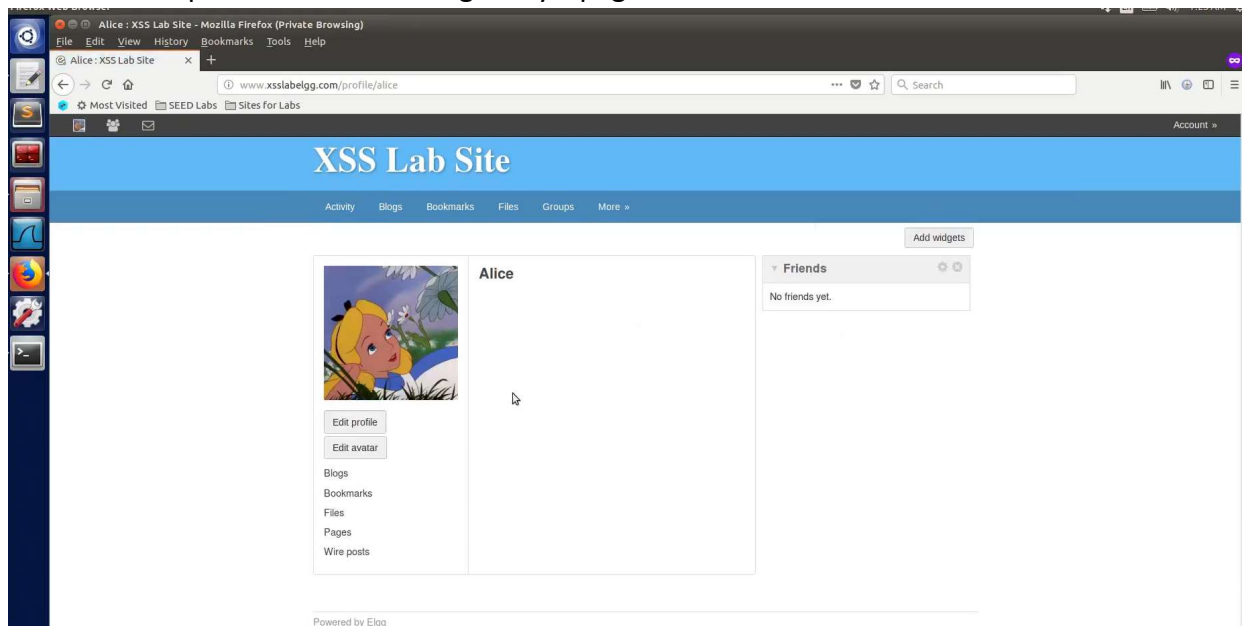 Alice : XSS Lab Site - Mozilla Firefox (Private Browsing)
File Edit View History Bookmarks Tools Help
Alice : XSS Lab Site × +
www.xsslabelgg.com/profile/alice
Search
Most Visited SEED Labs Sites for Labs
Account »
XSS Lab Site
Activity Blogs Bookmarks Files Groups More »
Add widgets
Alice
Friends
No friends yet.
Edit profile
Edit avatar
Blogs
Bookmarks
Files
Pages
Wire posts
Powered by Elgg